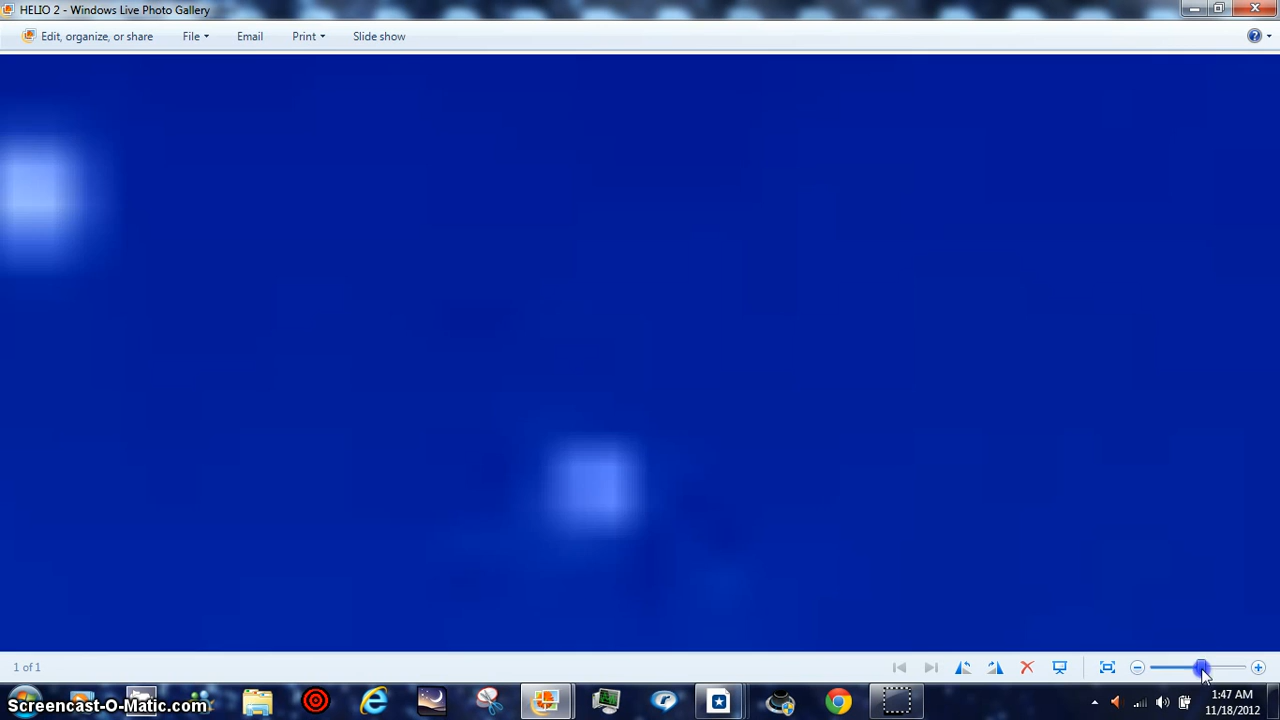 HELIO 2 - Windows Live Photo Gallery
Edit, organize, or share File Email Print Slide show
1 of 1
1:47 AM
11/18/2012
Screencast-O-Matic.com